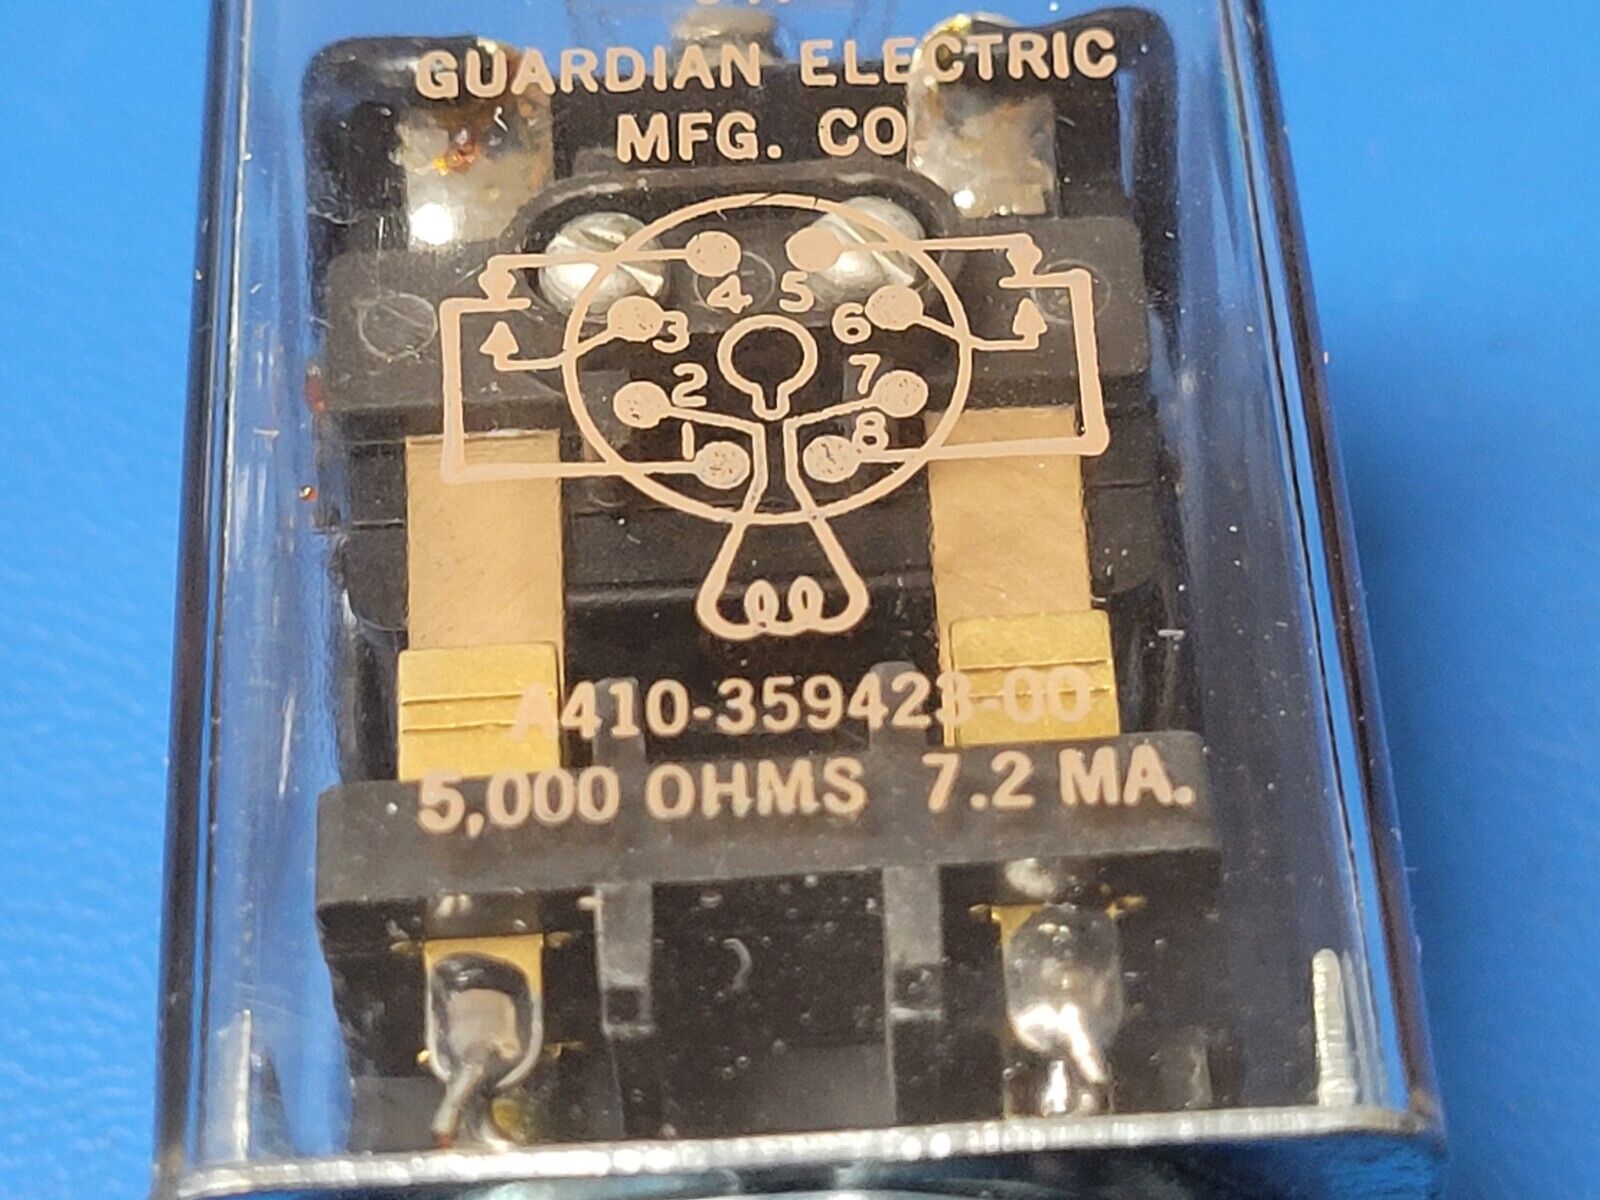 GUARDIAN ELECTRIC
MFG. CO.
4 5
3 6
2 7
1 8
A410-359423-00
5,000 OHMS 7.2 MA.